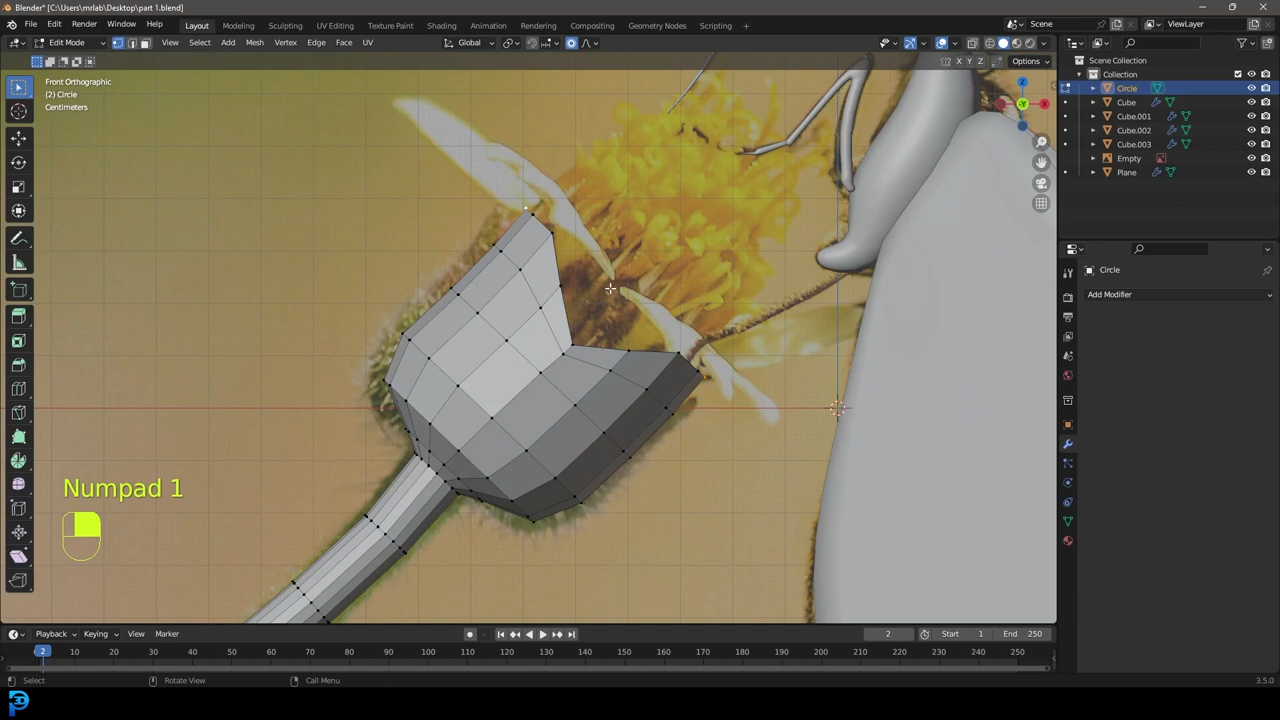 Blender* [C:\Users\mrlab\Desktop\part 1.blend]
File Edit Render Window Help Layout Modeling Sculpting UV Editing Texture Paint Shading Animation Rendering Compositing Geometry Nodes Scripting + Scene ViewLayer
Edit Mode View Select Add Mesh Vertex Edge Face UV Global
X Y Z Options
Front Orthographic
(2) Circle
Centimeters
Scene Collection
Collection
Circle
Cube
Cube.001
Cube.002
Cube.003
Empty
Plane
Z
-Y
X
Circle
Add Modifier
Numpad 1
Playback Keying View Marker 2 Start 1 End 250
2 10 20 30 40 50 60 70 80 90 100 110 120 130 140 150 160 170 180 190 200 210 220 230 240 250
Select Rotate View Call Menu 3.5.0